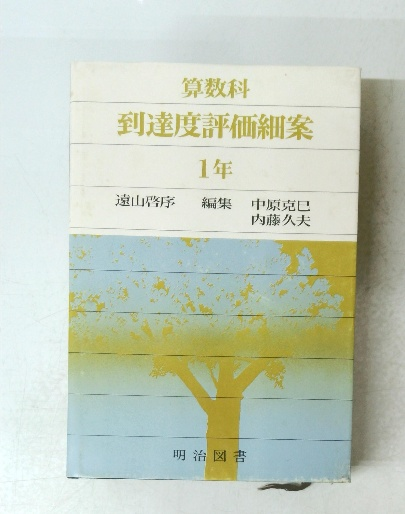 算数科
到達度評価細案
1年
遠山啓序 編集 中原克巳
内藤久夫
明治図書